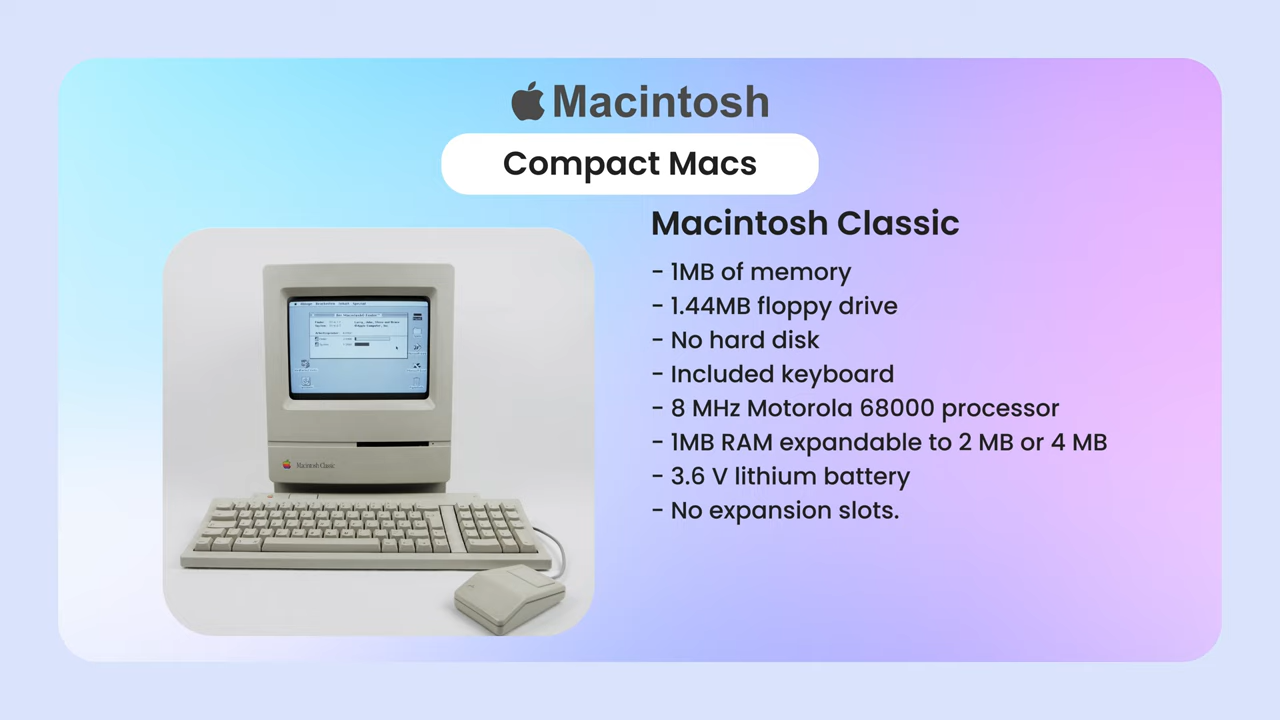 Macintosh
Compact Macs
Macintosh Classic
- 1MB of memory
- 1.44MB floppy drive
- No hard disk
- Included keyboard
- 8 MHz Motorola 68000 processor
- 1MB RAM expandable to 2 MB or 4 MB
- 3.6 V lithium battery
- No expansion slots.
Macintosh Classic